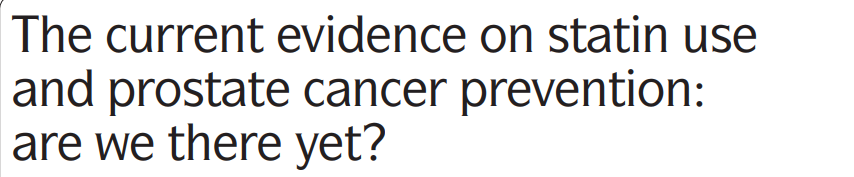 The current evidence on statin use
and prostate cancer prevention:
are we there yet?